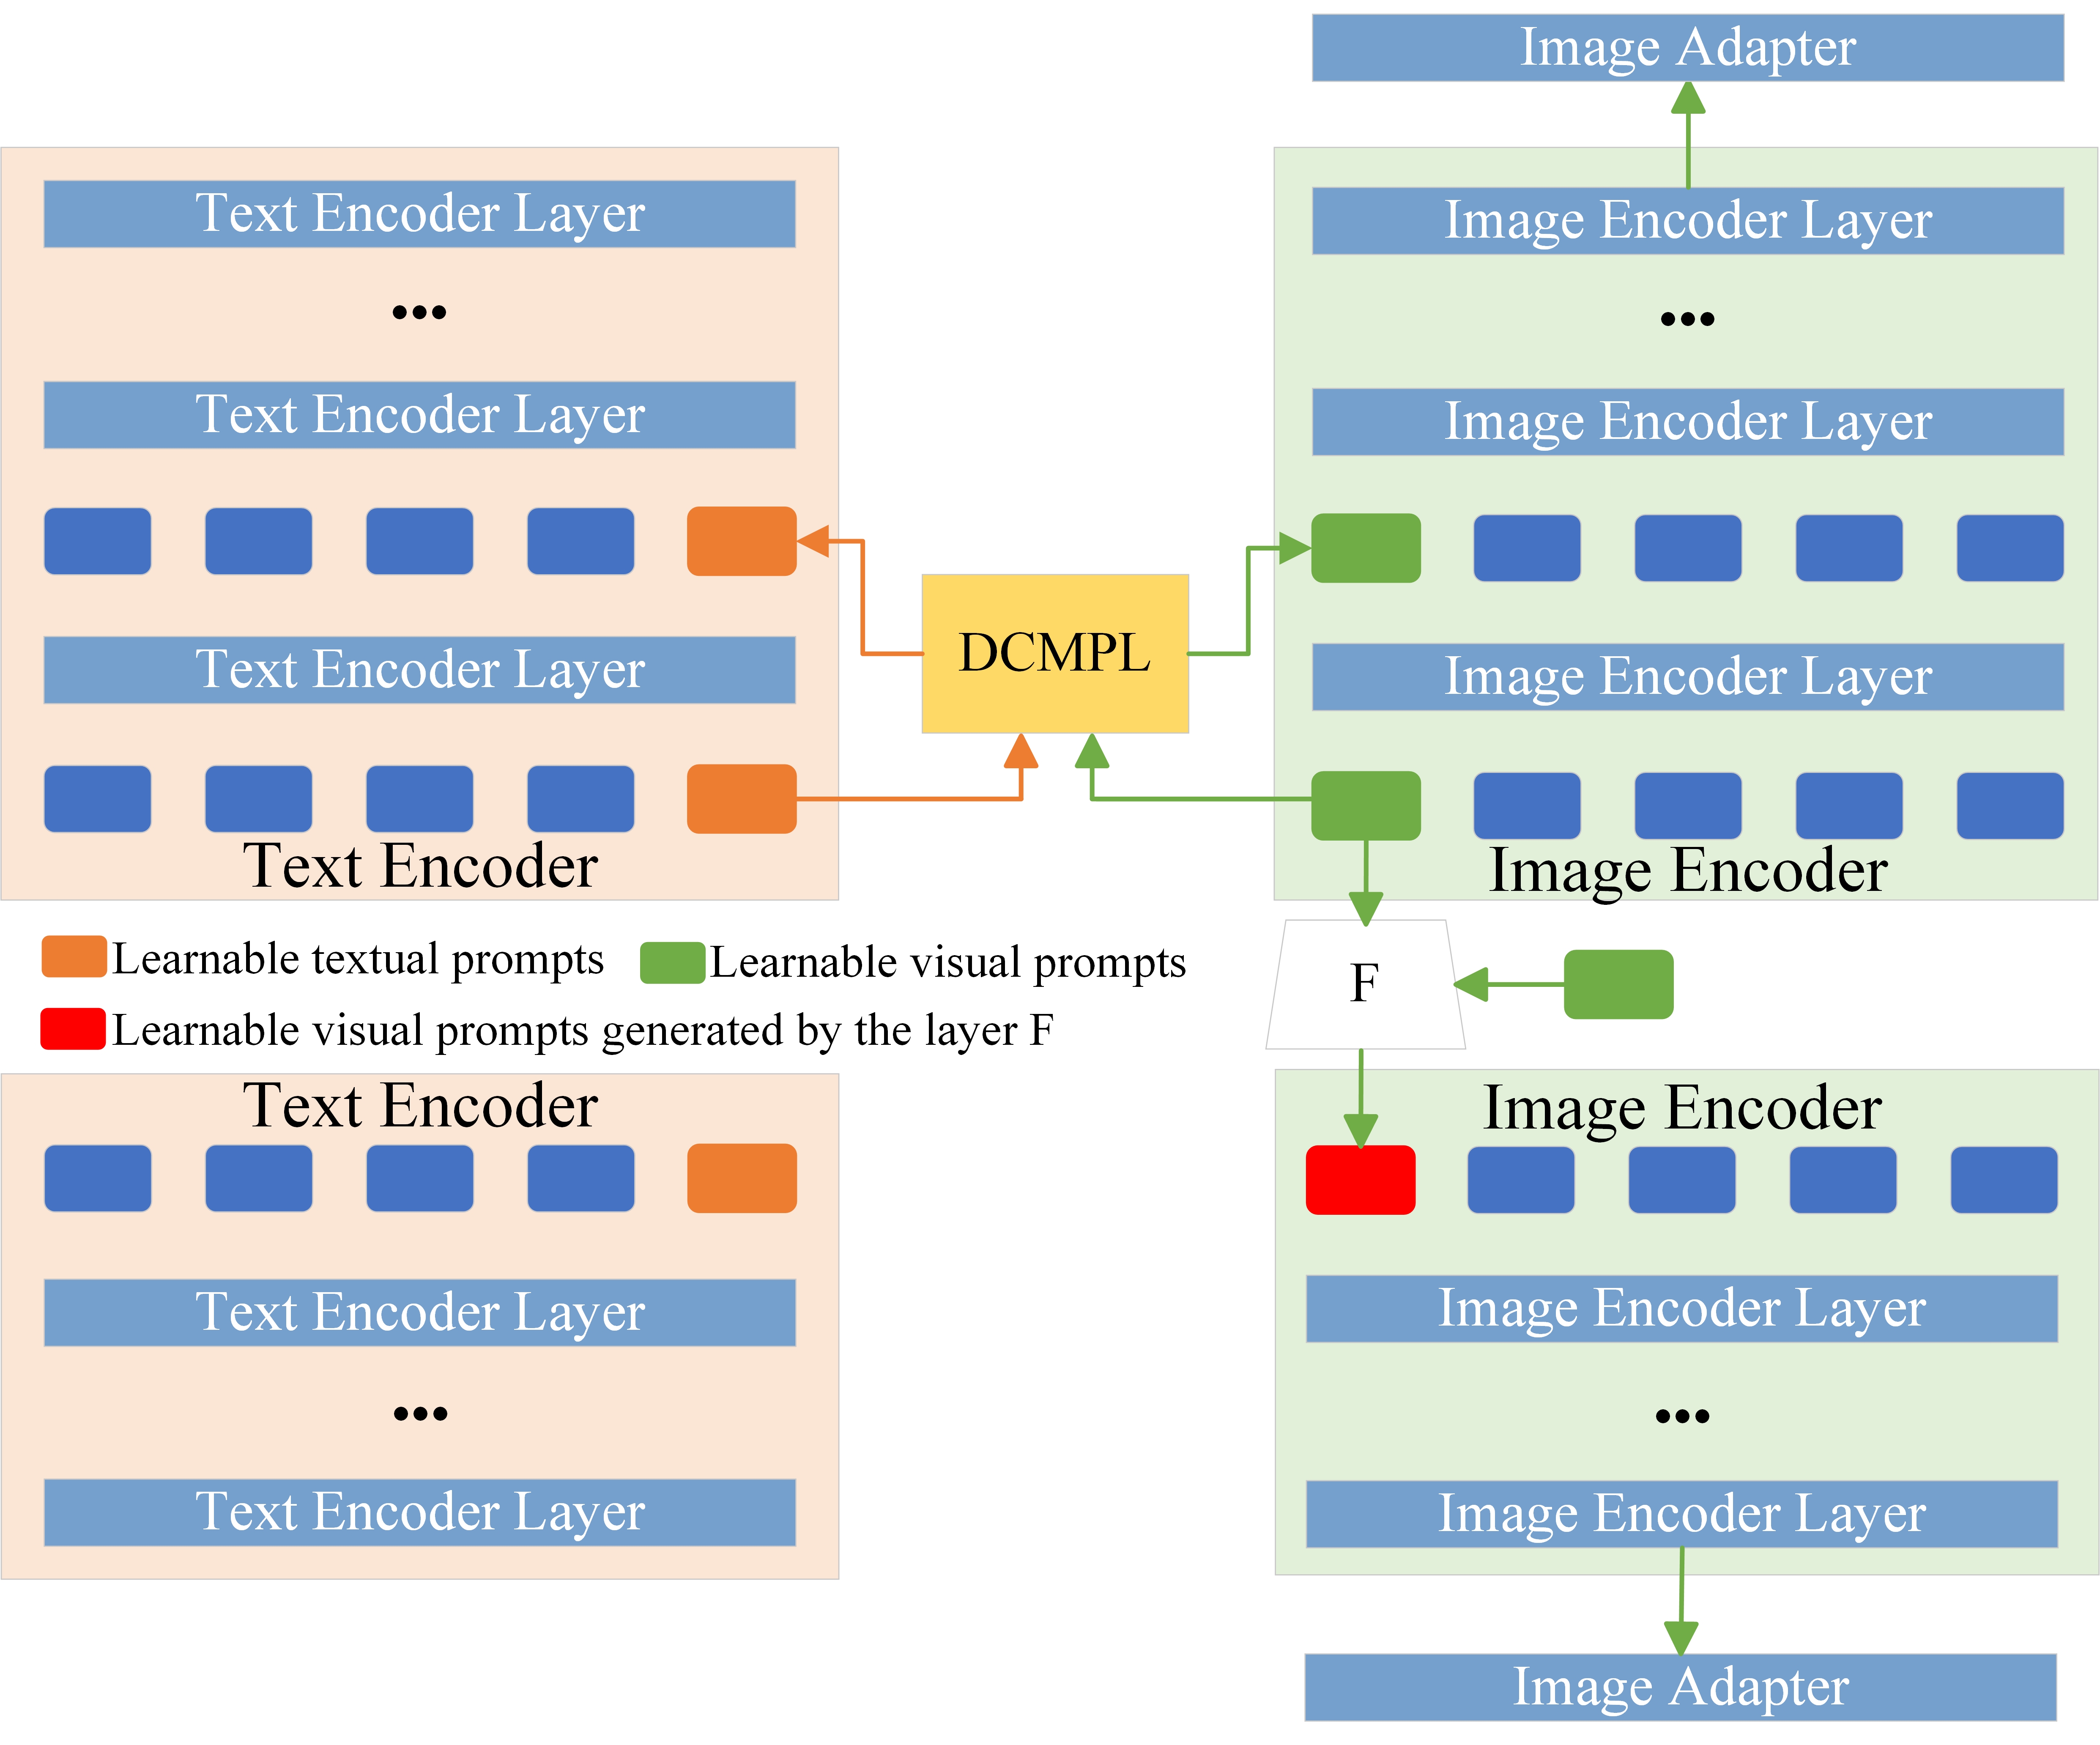 Image Adapter
Text Encoder Layer
Image Encoder Layer
...
...
Text Encoder Layer
Image Encoder Layer
DCMPL
Text Encoder Layer
Image Encoder Layer
Text Encoder
Image Encoder
Learnable textual prompts
Learnable visual prompts
F
Learnable visual prompts generated by the layer F
Text Encoder
Image Encoder
Text Encoder Layer
Image Encoder Layer
...
...
Text Encoder Layer
Image Encoder Layer
Image Adapter